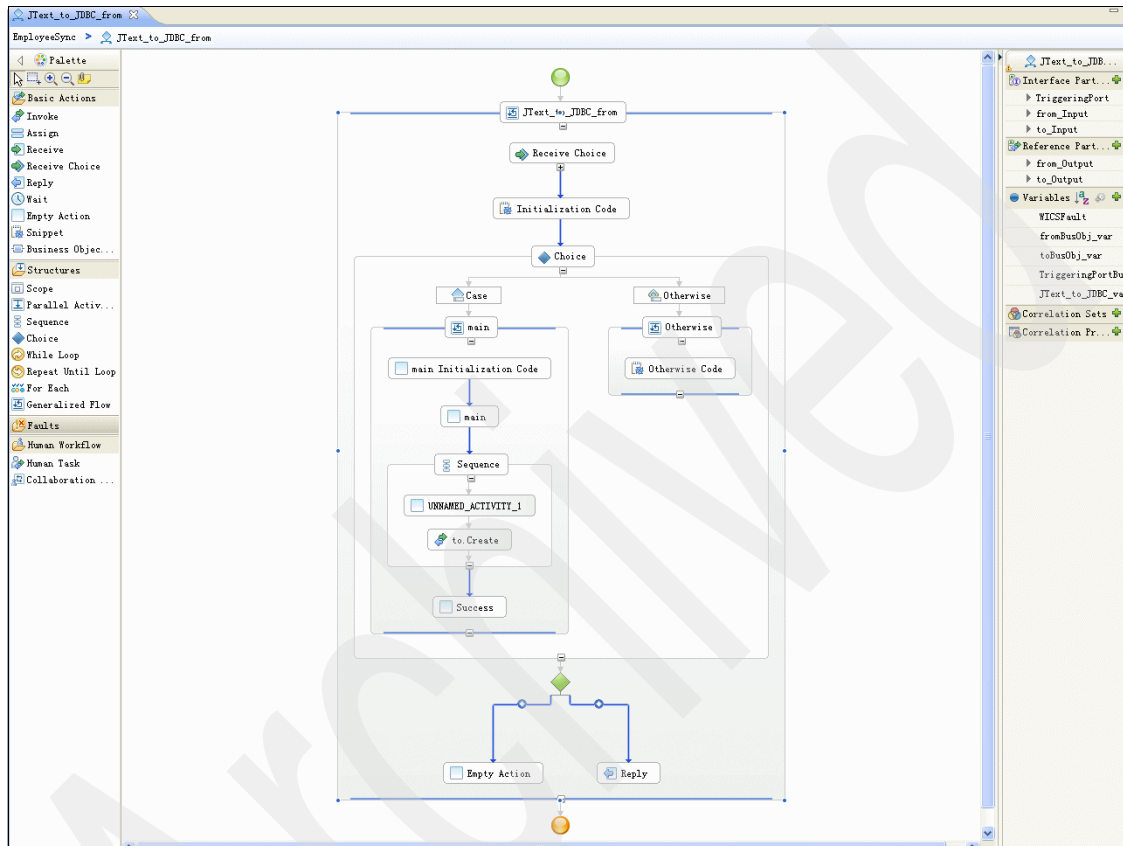 JText_to_JDBC_from
EmployeeSync > JText_to_JDBC_from
Palette
Basic Actions
Invoke
Assign
Receive
Receive Choice
Reply
Wait
Empty Action
Snippet
Business Objec...
Structures
Scope
Parallel Activ...
Sequence
Choice
While Loop
Repeat Until Loop
For Each
Generalized Flow
Faults
Human Workflow
Human Task
Collaboration ...
JText_to_JDBC_from
Receive Choice
Initialization Code
Choice
Case
Otherwise
main
Otherwise
main Initialization Code
Otherwise Code
main
Sequence
UNNAMED_ACTIVITY_1
to.Create
Success
Empty Action
Reply
JText_to_JDB...
Interface Part...
TriggeringPort
from_Input
to_Input
Reference Part...
from_Output
to_Output
Variables
WICSFault
fromBusObj_var
toBusObj_var
TriggeringPortBu
JText_to_JDBC_va
Correlation Sets
Correlation Pr...
Archived